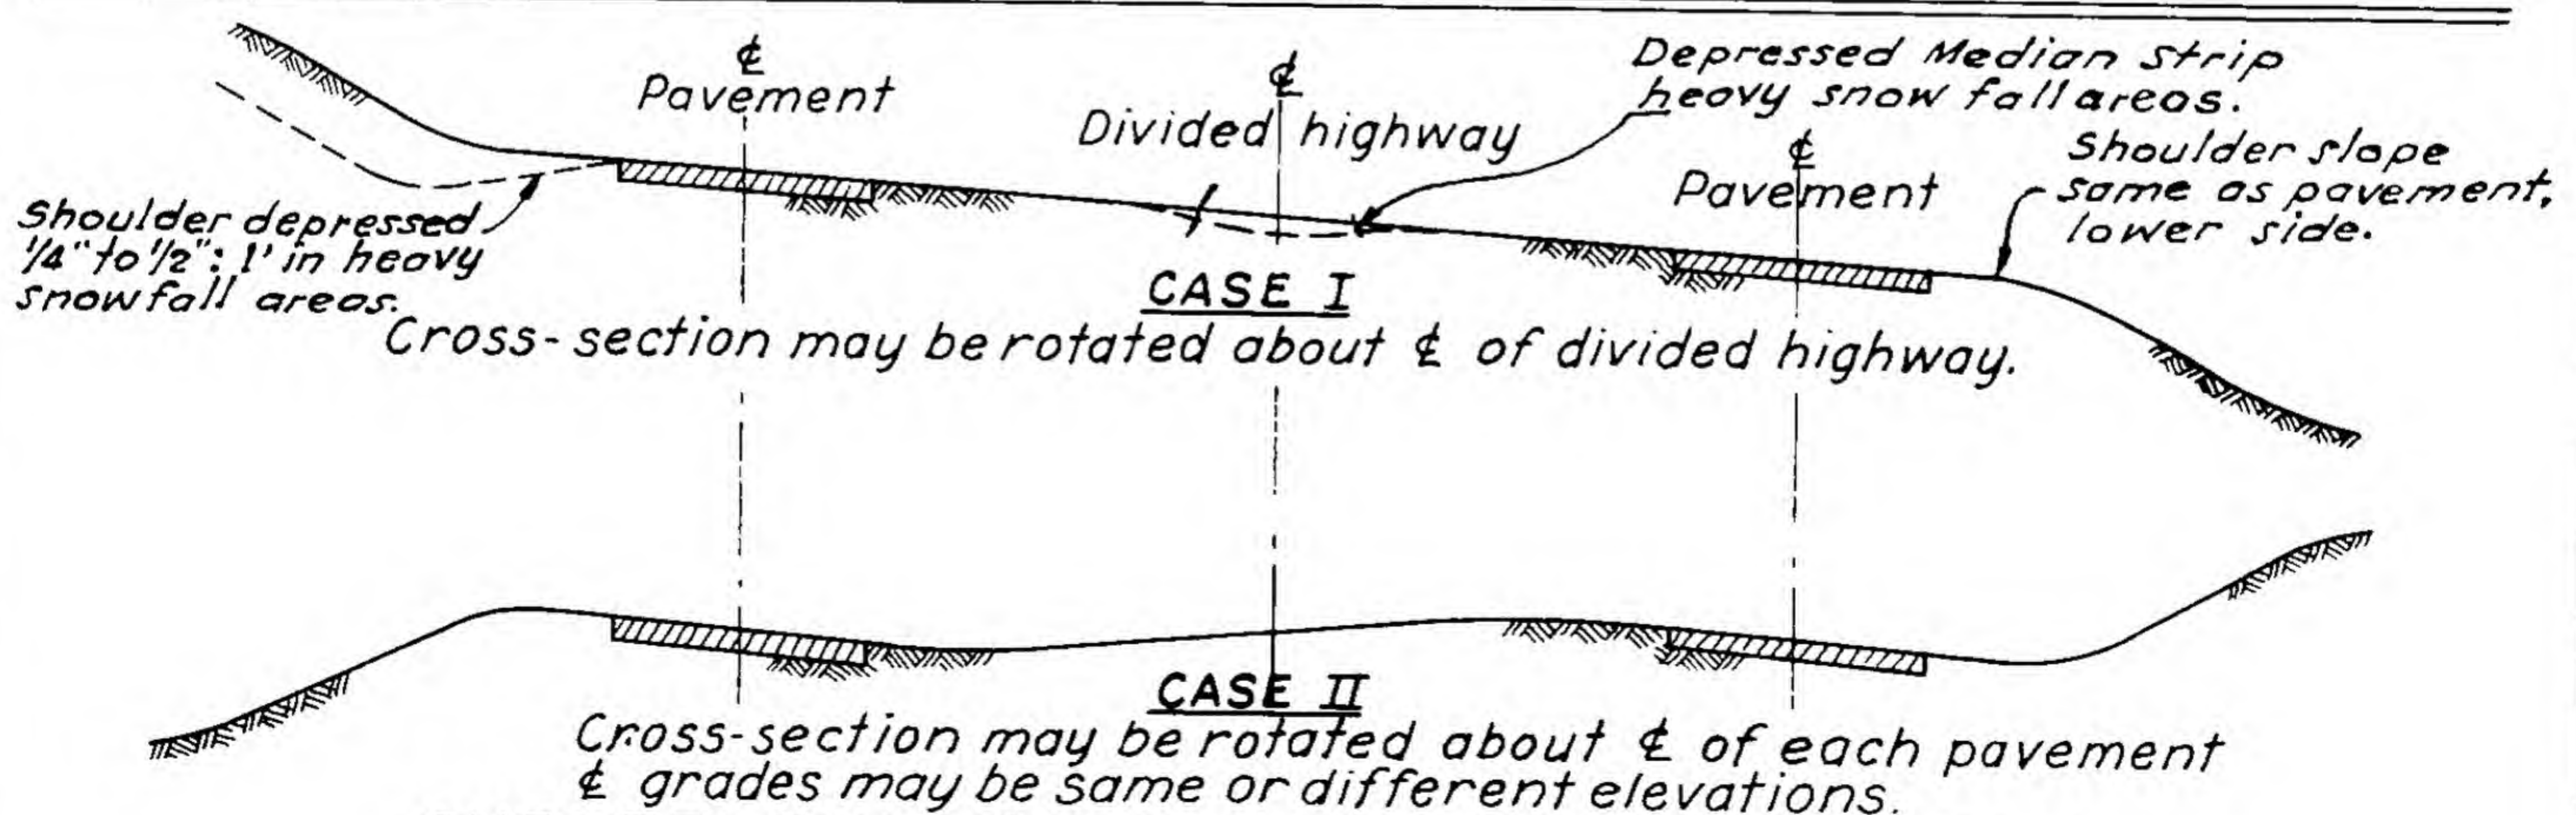 ℄
Pavement
℄
Divided highway
Depressed Median Strip
heavy snow fall areas.
℄
Pavement
Shoulder slope
same as pavement,
lower side.
Shoulder depressed
1/4" to 1/2": 1' in heavy
snowfall areas.
CASE I
Cross-section may be rotated about ℄ of divided highway.
CASE II
Cross-section may be rotated about ℄ of each pavement
℄ grades may be same or different elevations.